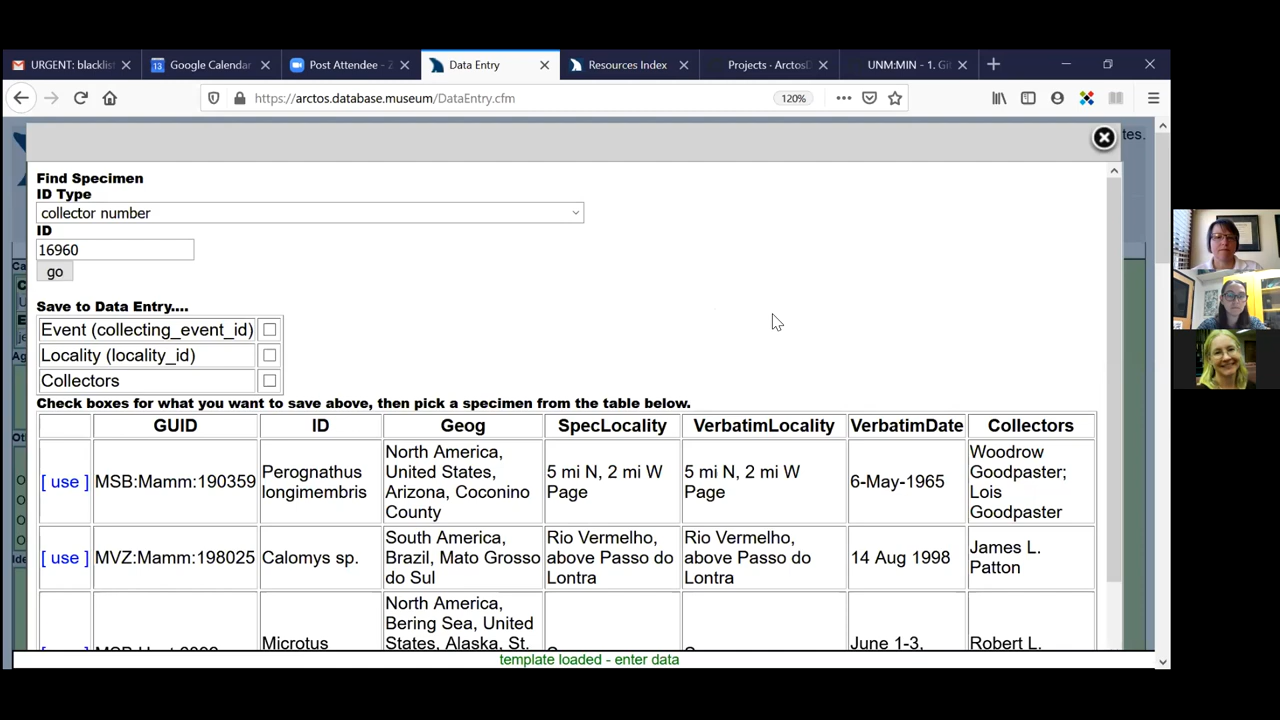 URGENT: blacklist
Google Calendar
Post Attendee -
Data Entry
Resources Index
Projects · ArctosD
UNM:MIN - 1. Gi
https://arctos.database.museum/DataEntry.cfm
120%
tes.
Find Specimen
ID Type
collector number
ID
16960
go
Save to Data Entry....
Event (collecting_event_id)
Locality (locality_id)
Collectors
Check boxes for what you want to save above, then pick a specimen from the table below.
GUID ID Geog SpecLocality VerbatimLocality VerbatimDate Collectors
[ use ] MSB:Mamm:190359 Perognathus longimembris North America, United States, Arizona, Coconino County 5 mi N, 2 mi W Page 5 mi N, 2 mi W Page 6-May-1965 Woodrow Goodpaster; Lois Goodpaster
[ use ] MVZ:Mamm:198025 Calomys sp. South America, Brazil, Mato Grosso do Sul Rio Vermelho, above Passo do Lontra Rio Vermelho, above Passo do Lontra 14 Aug 1998 James L. Patton
Microtus North America, Bering Sea, United States, Alaska, St. June 1-3, Robert L.
template loaded - enter data